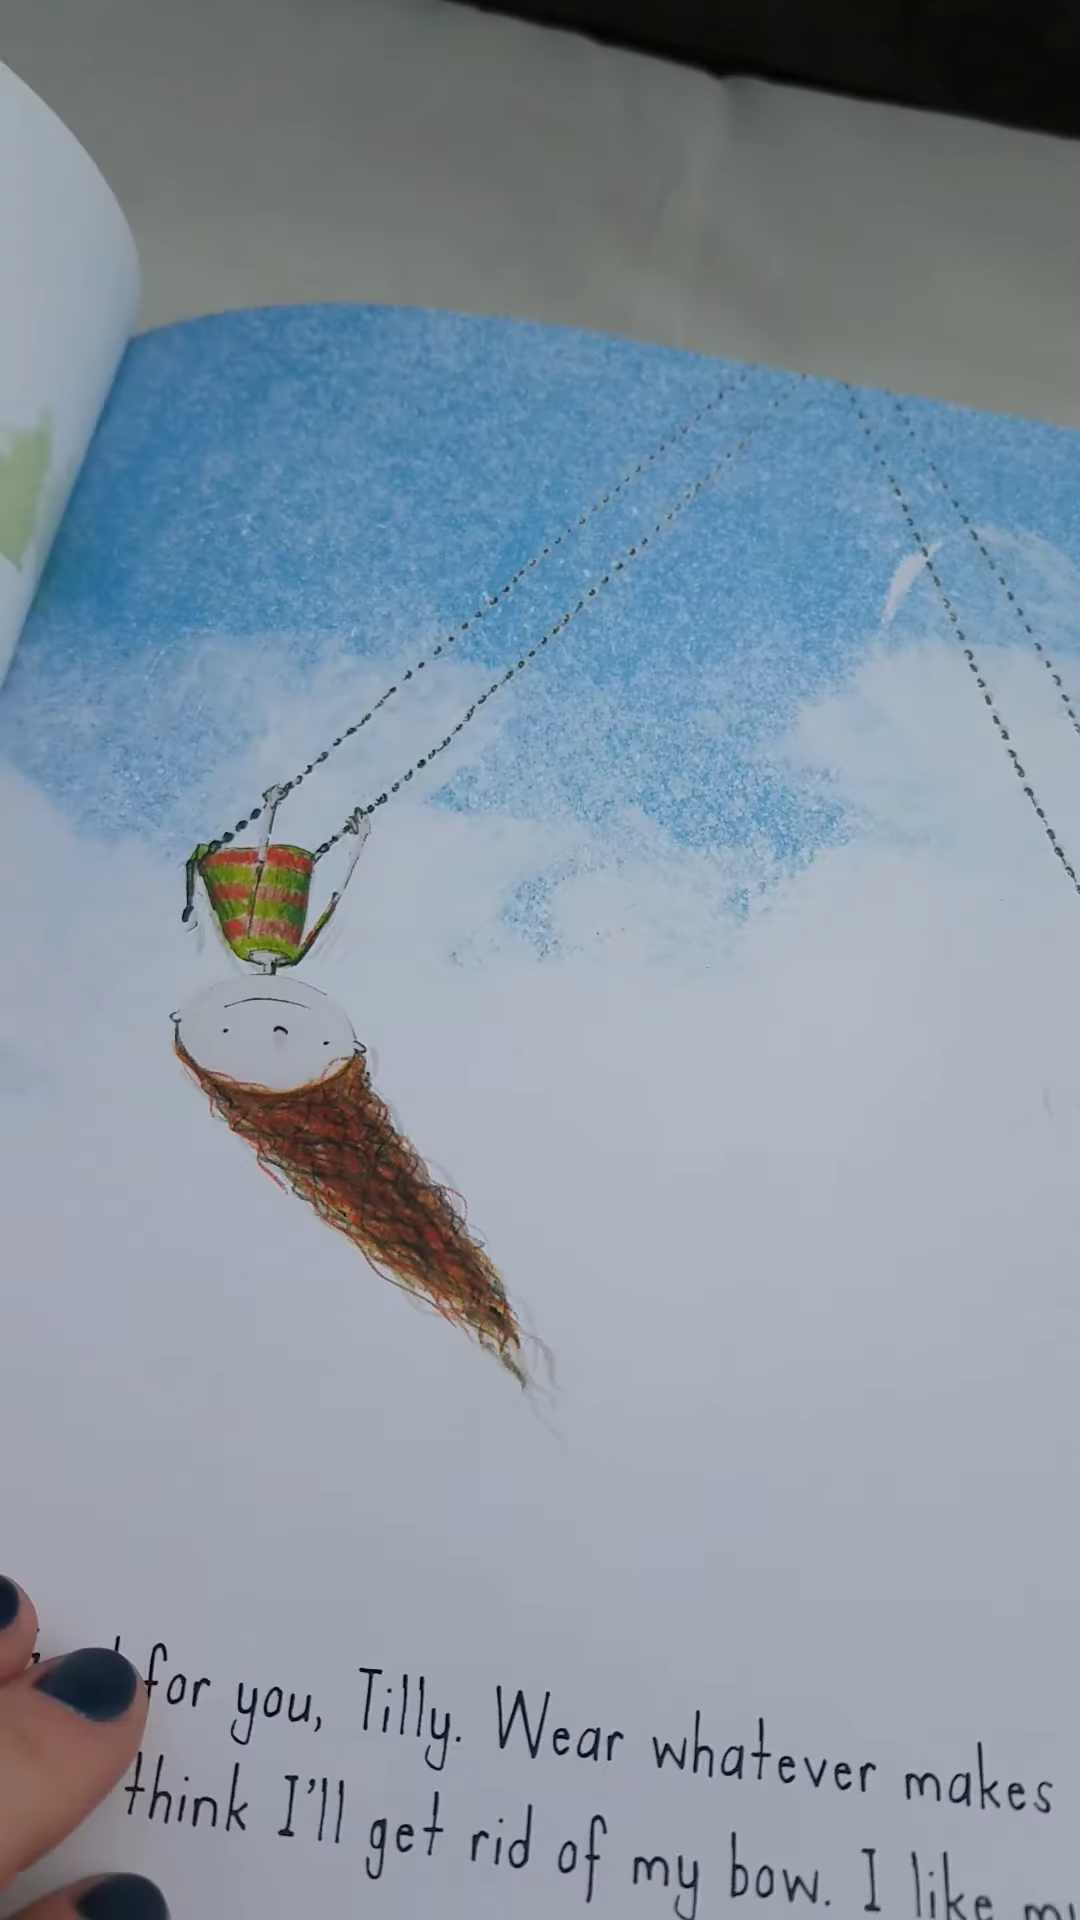 for you, Tilly. Wear whatever makes
think I'll get rid of my bow. I like